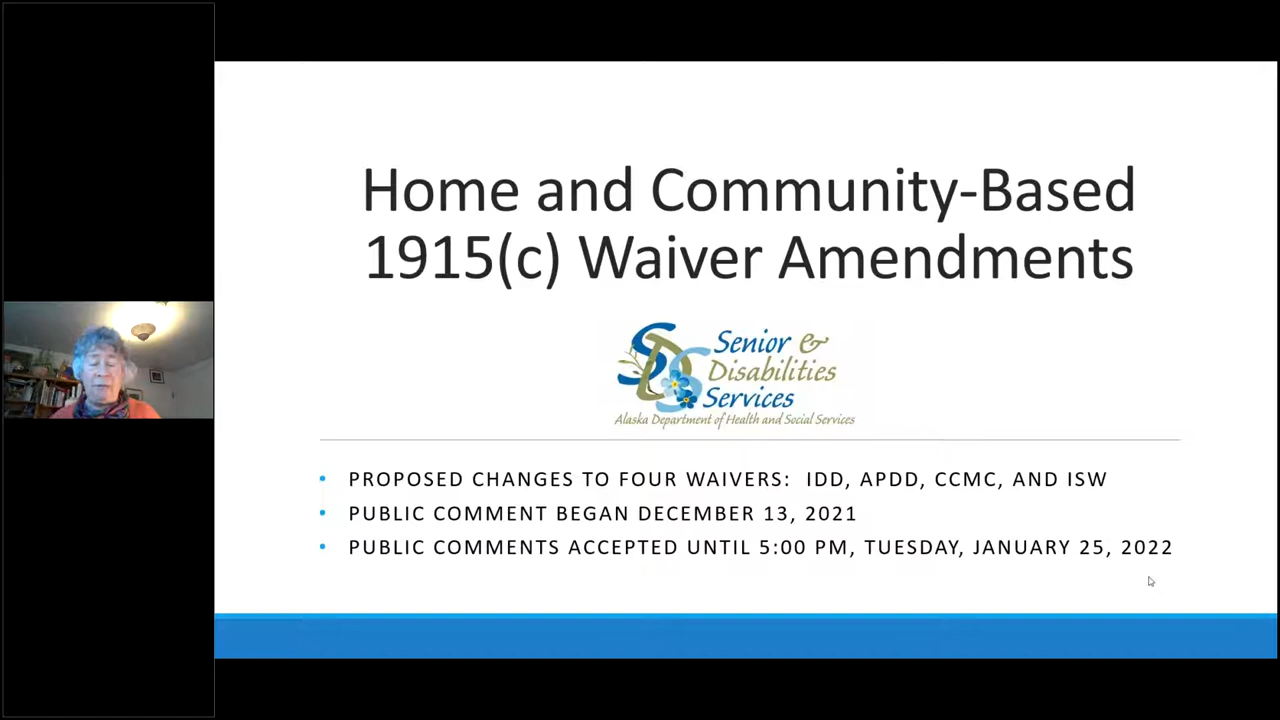 Home and Community-Based
1915(c) Waiver Amendments
SDS
Senior &
Disabilities
Services
Alaska Department of Health and Social Services
• PROPOSED CHANGES TO FOUR WAIVERS: IDD, APDD, CCMC, AND ISW
• PUBLIC COMMENT BEGAN DECEMBER 13, 2021
• PUBLIC COMMENTS ACCEPTED UNTIL 5:00 PM, TUESDAY, JANUARY 25, 2022